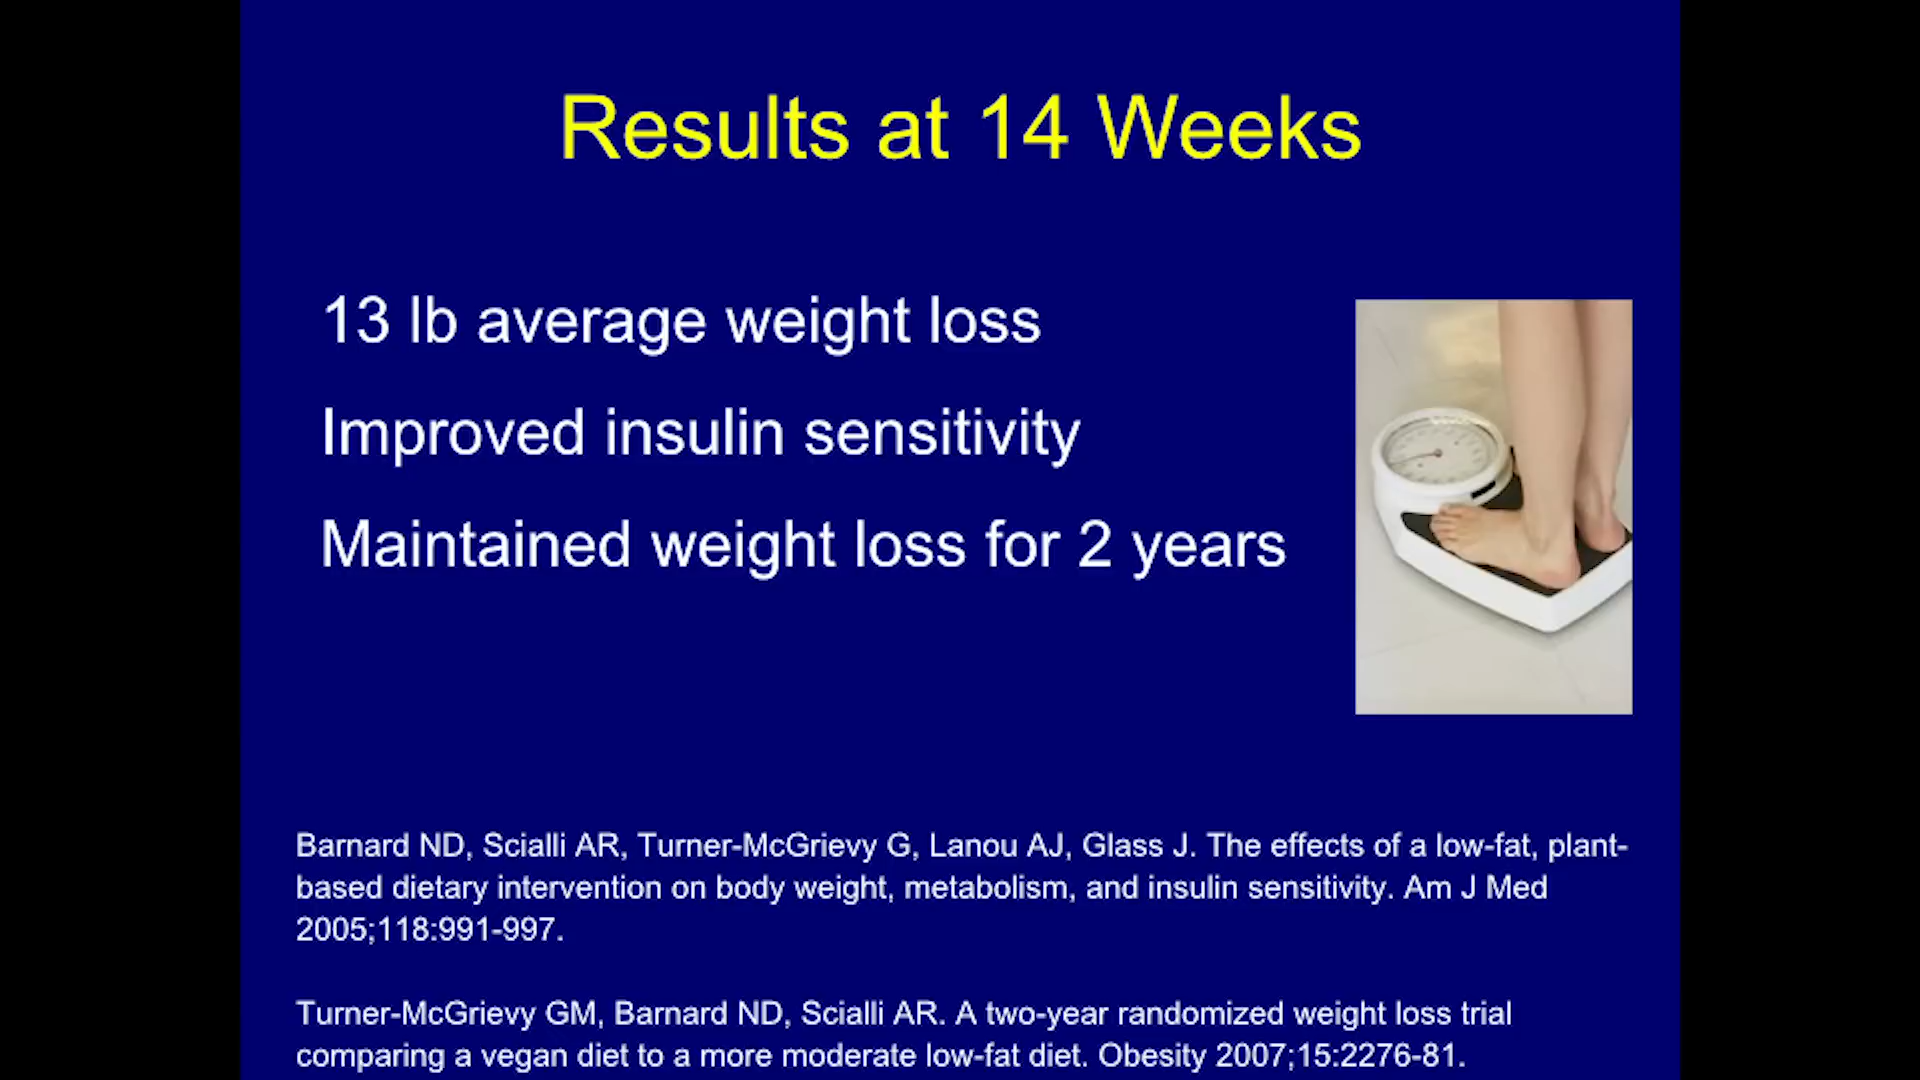 Results at 14 Weeks
13 lb average weight loss
Improved insulin sensitivity
Maintained weight loss for 2 years
Barnard ND, Scialli AR, Turner-McGrievy G, Lanou AJ, Glass J. The effects of a low-fat, plant-
based dietary intervention on body weight, metabolism, and insulin sensitivity. Am J Med
2005;118:991-997.
Turner-McGrievy GM, Barnard ND, Scialli AR. A two-year randomized weight loss trial
comparing a vegan diet to a more moderate low-fat diet. Obesity 2007;15:2276-81.